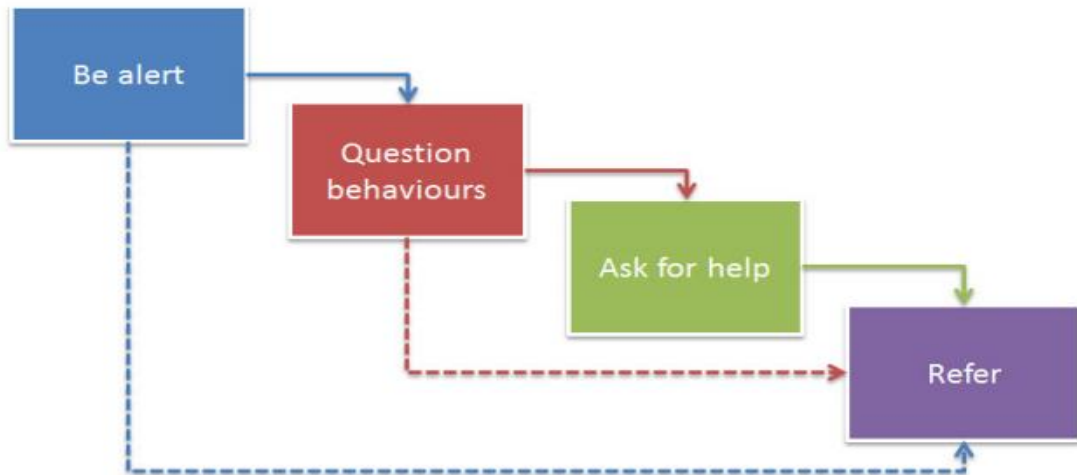 Be alert
Question
behaviours
Ask for help
Refer